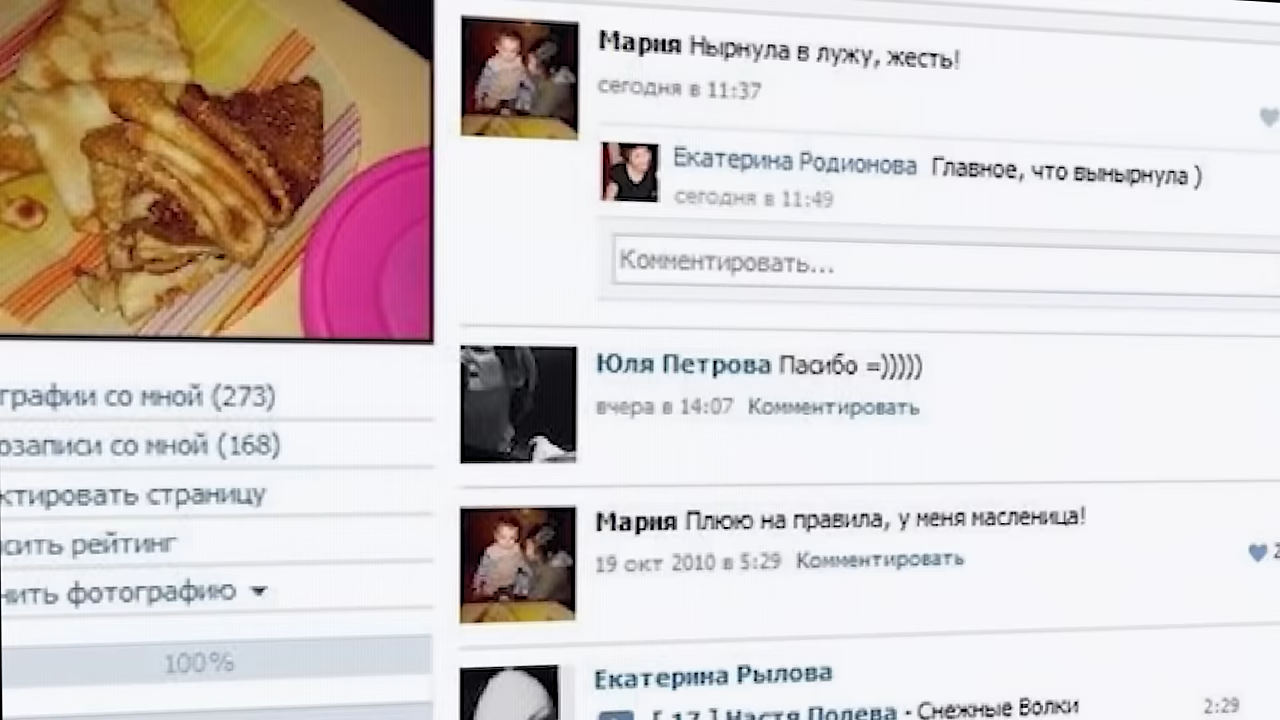 Мария Нырнула в лужу, жесть!
сегодня в 11:37
Екатерина Родионова Главное, что вынырнула )
сегодня в 11:49
Комментировать...
Юля Петрова Пасибо =)))))
вчера в 14:07 Комментировать
Мария Плюю на правила, у меня масленица!
19 окт 2010 в 5:29 Комментировать
2
Екатерина Рылова
[ 17 ] Настя Полева - Снежные Волки 2:29
графии со мной (273)
озаписи со мной (168)
ктировать страницу
сить рейтинг
нить фотографию
100%